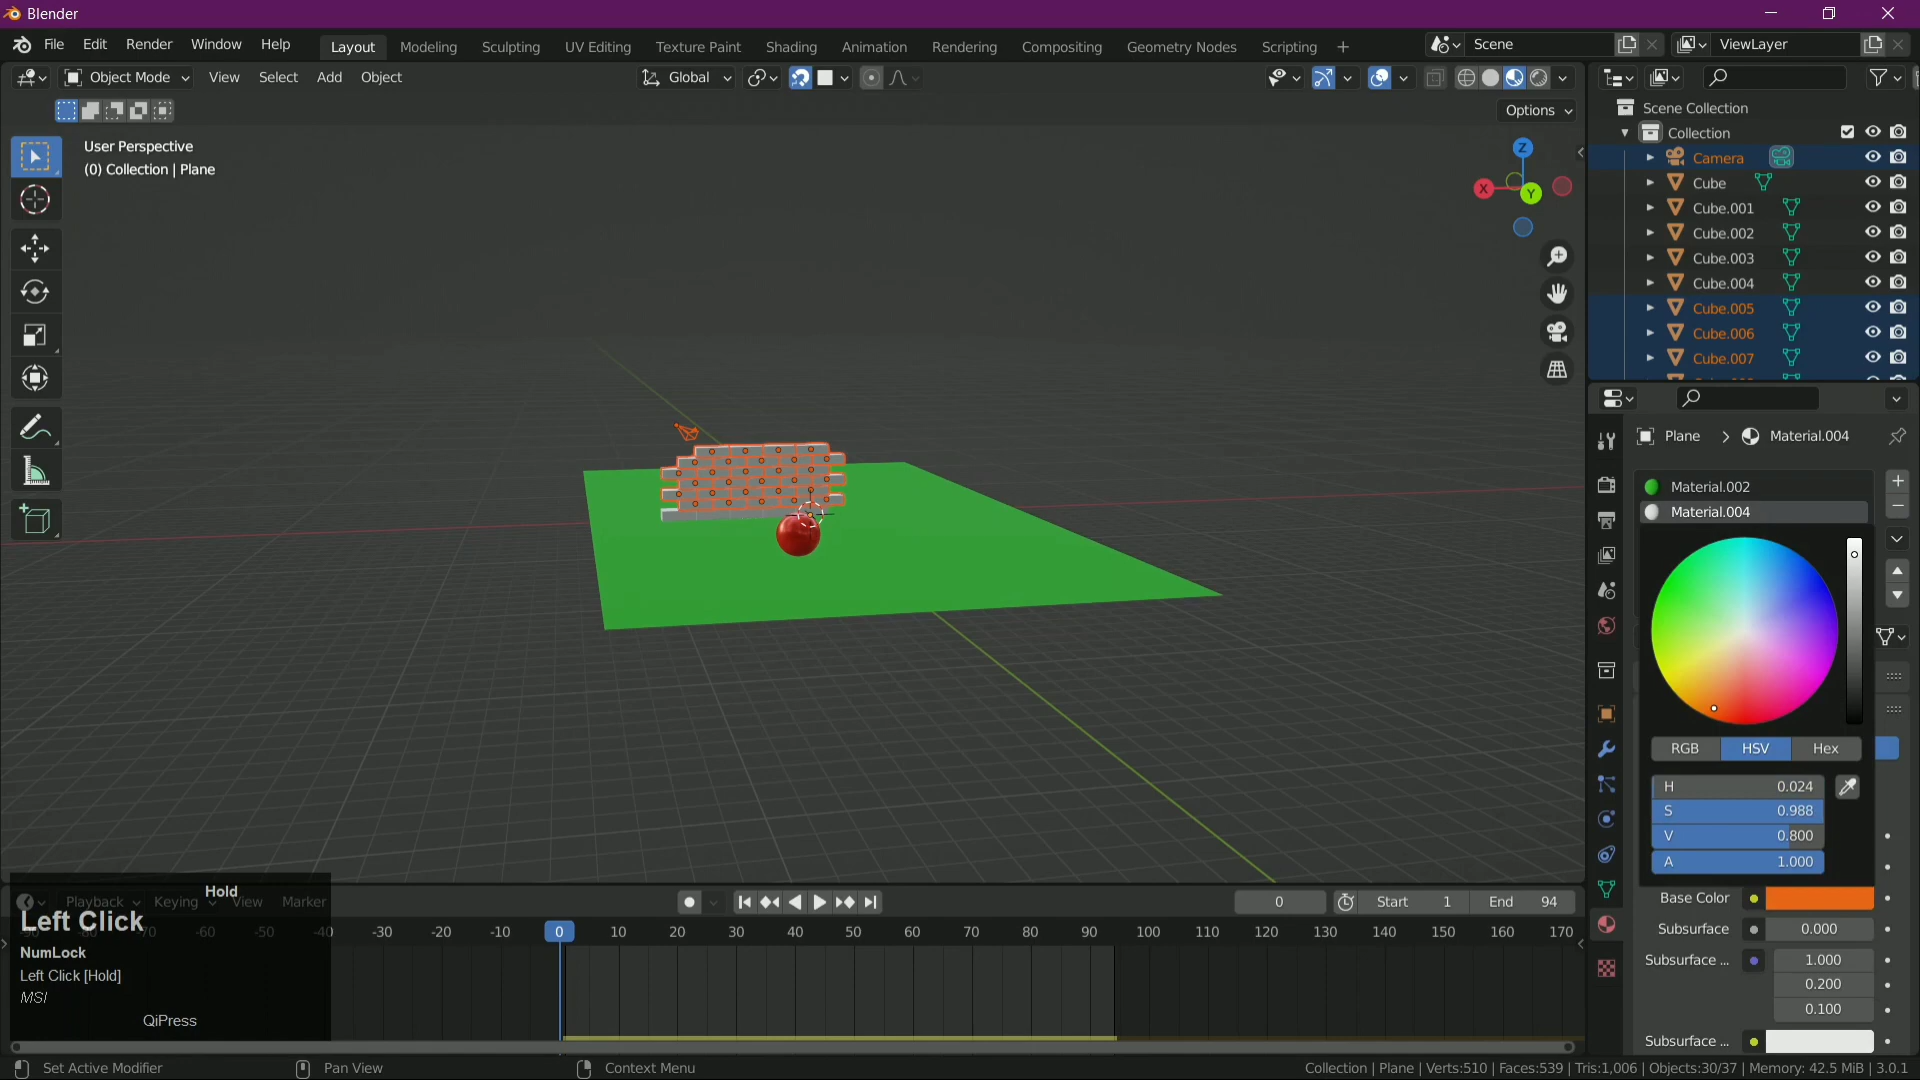 Blender
File Edit Render Window Help
Layout Modeling Sculpting UV Editing Texture Paint Shading Animation Rendering Compositing Geometry Nodes Scripting +
Scene ViewLayer
Object Mode View Select Add Object
Global
Options
User Perspective
(0) Collection | Plane
Z
X
Y
Scene Collection
Collection
Camera
Cube
Cube.001
Cube.002
Cube.003
Cube.004
Cube.005
Cube.006
Cube.007
Plane > Material.004
Material.002
Material.004
RGB HSV Hex
H 0.024
S 0.988
V 0.800
A 1.000
Base Color
Subsurface 0.000
Subsurface ... 1.000
0.200
0.100
Subsurface ...
Playback Keying View Marker
0 Start 1 End 94
-70 -60 -50 -40 -30 -20 -10 0 10 20 30 40 50 60 70 80 90 100 110 120 130 140 150 160 170
Hold
Left Click
NumLock
Left Click [Hold]
MSI
QiPress
Set Active Modifier Pan View Context Menu
Collection | Plane | Verts:510 | Faces:539 | Tris:1,006 | Objects:30/37 | Memory: 42.5 MiB | 3.0.1